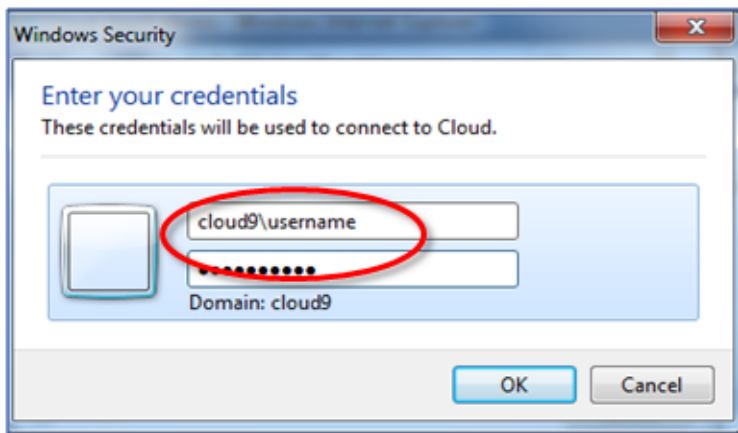 Windows Security
Enter your credentials
These credentials will be used to connect to Cloud.
cloud9\username
●●●●●●●●●●
Domain: cloud9
OK
Cancel